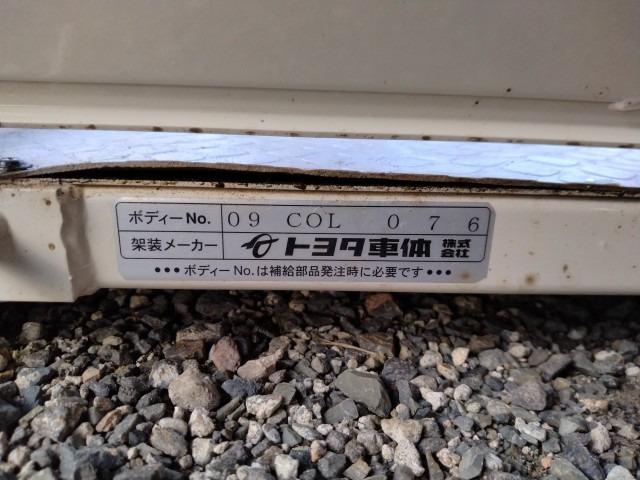 ボディーNo. 09 COL 076
架装メーカー トヨタ車体 株式会社
•••ボディーNo.は補給部品発注時に必要です•••